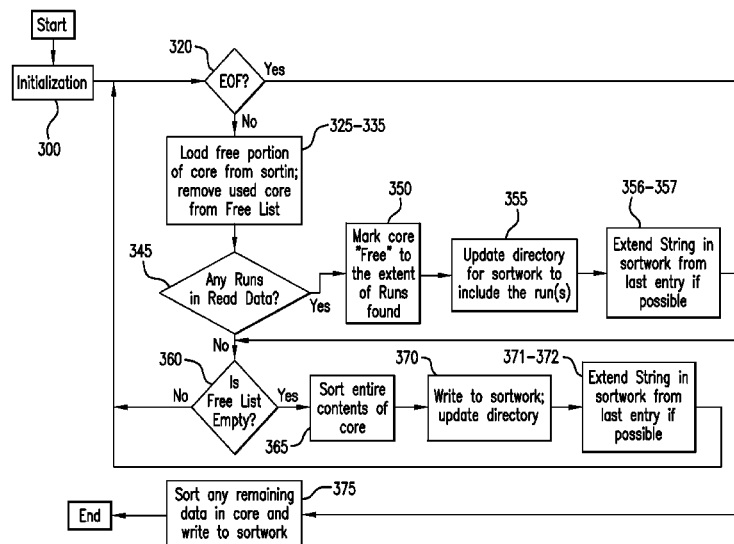 Start
Initialization
300
320
EOF?
Yes
No
325-335
Load free portion
of core from sortin;
remove used core
from Free List
345
Any Runs
in Read Data?
Yes
No
350
Mark core
"Free" to
the extent
of Runs
found
355
Update directory
for sortwork to
include the run(s)
356-357
Extend String in
sortwork from
last entry if
possible
360
Is
Free List
Empty?
No
Yes
Sort entire
contents of
core
365
370
Write to sortwork;
update directory
371-372
Extend String in
sortwork from
last entry if
possible
375
Sort any remaining
data in core and
write to sortwork
End